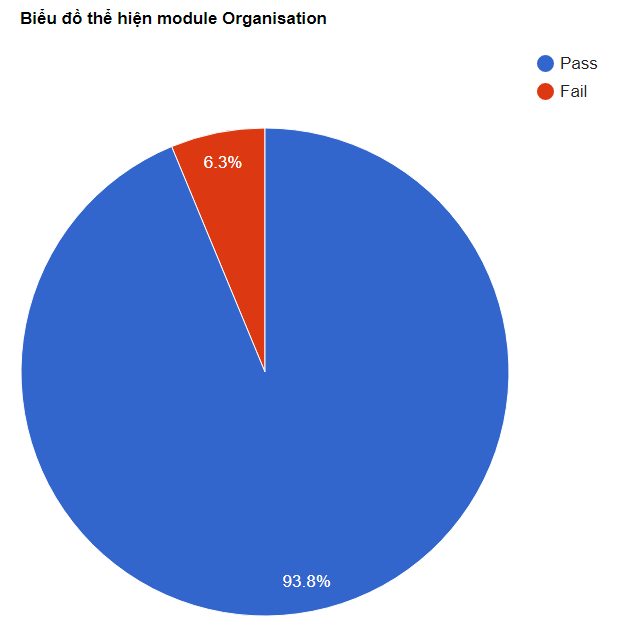 Biểu đồ thể hiện module Organisation
Pass
Fail
6.3%
93.8%